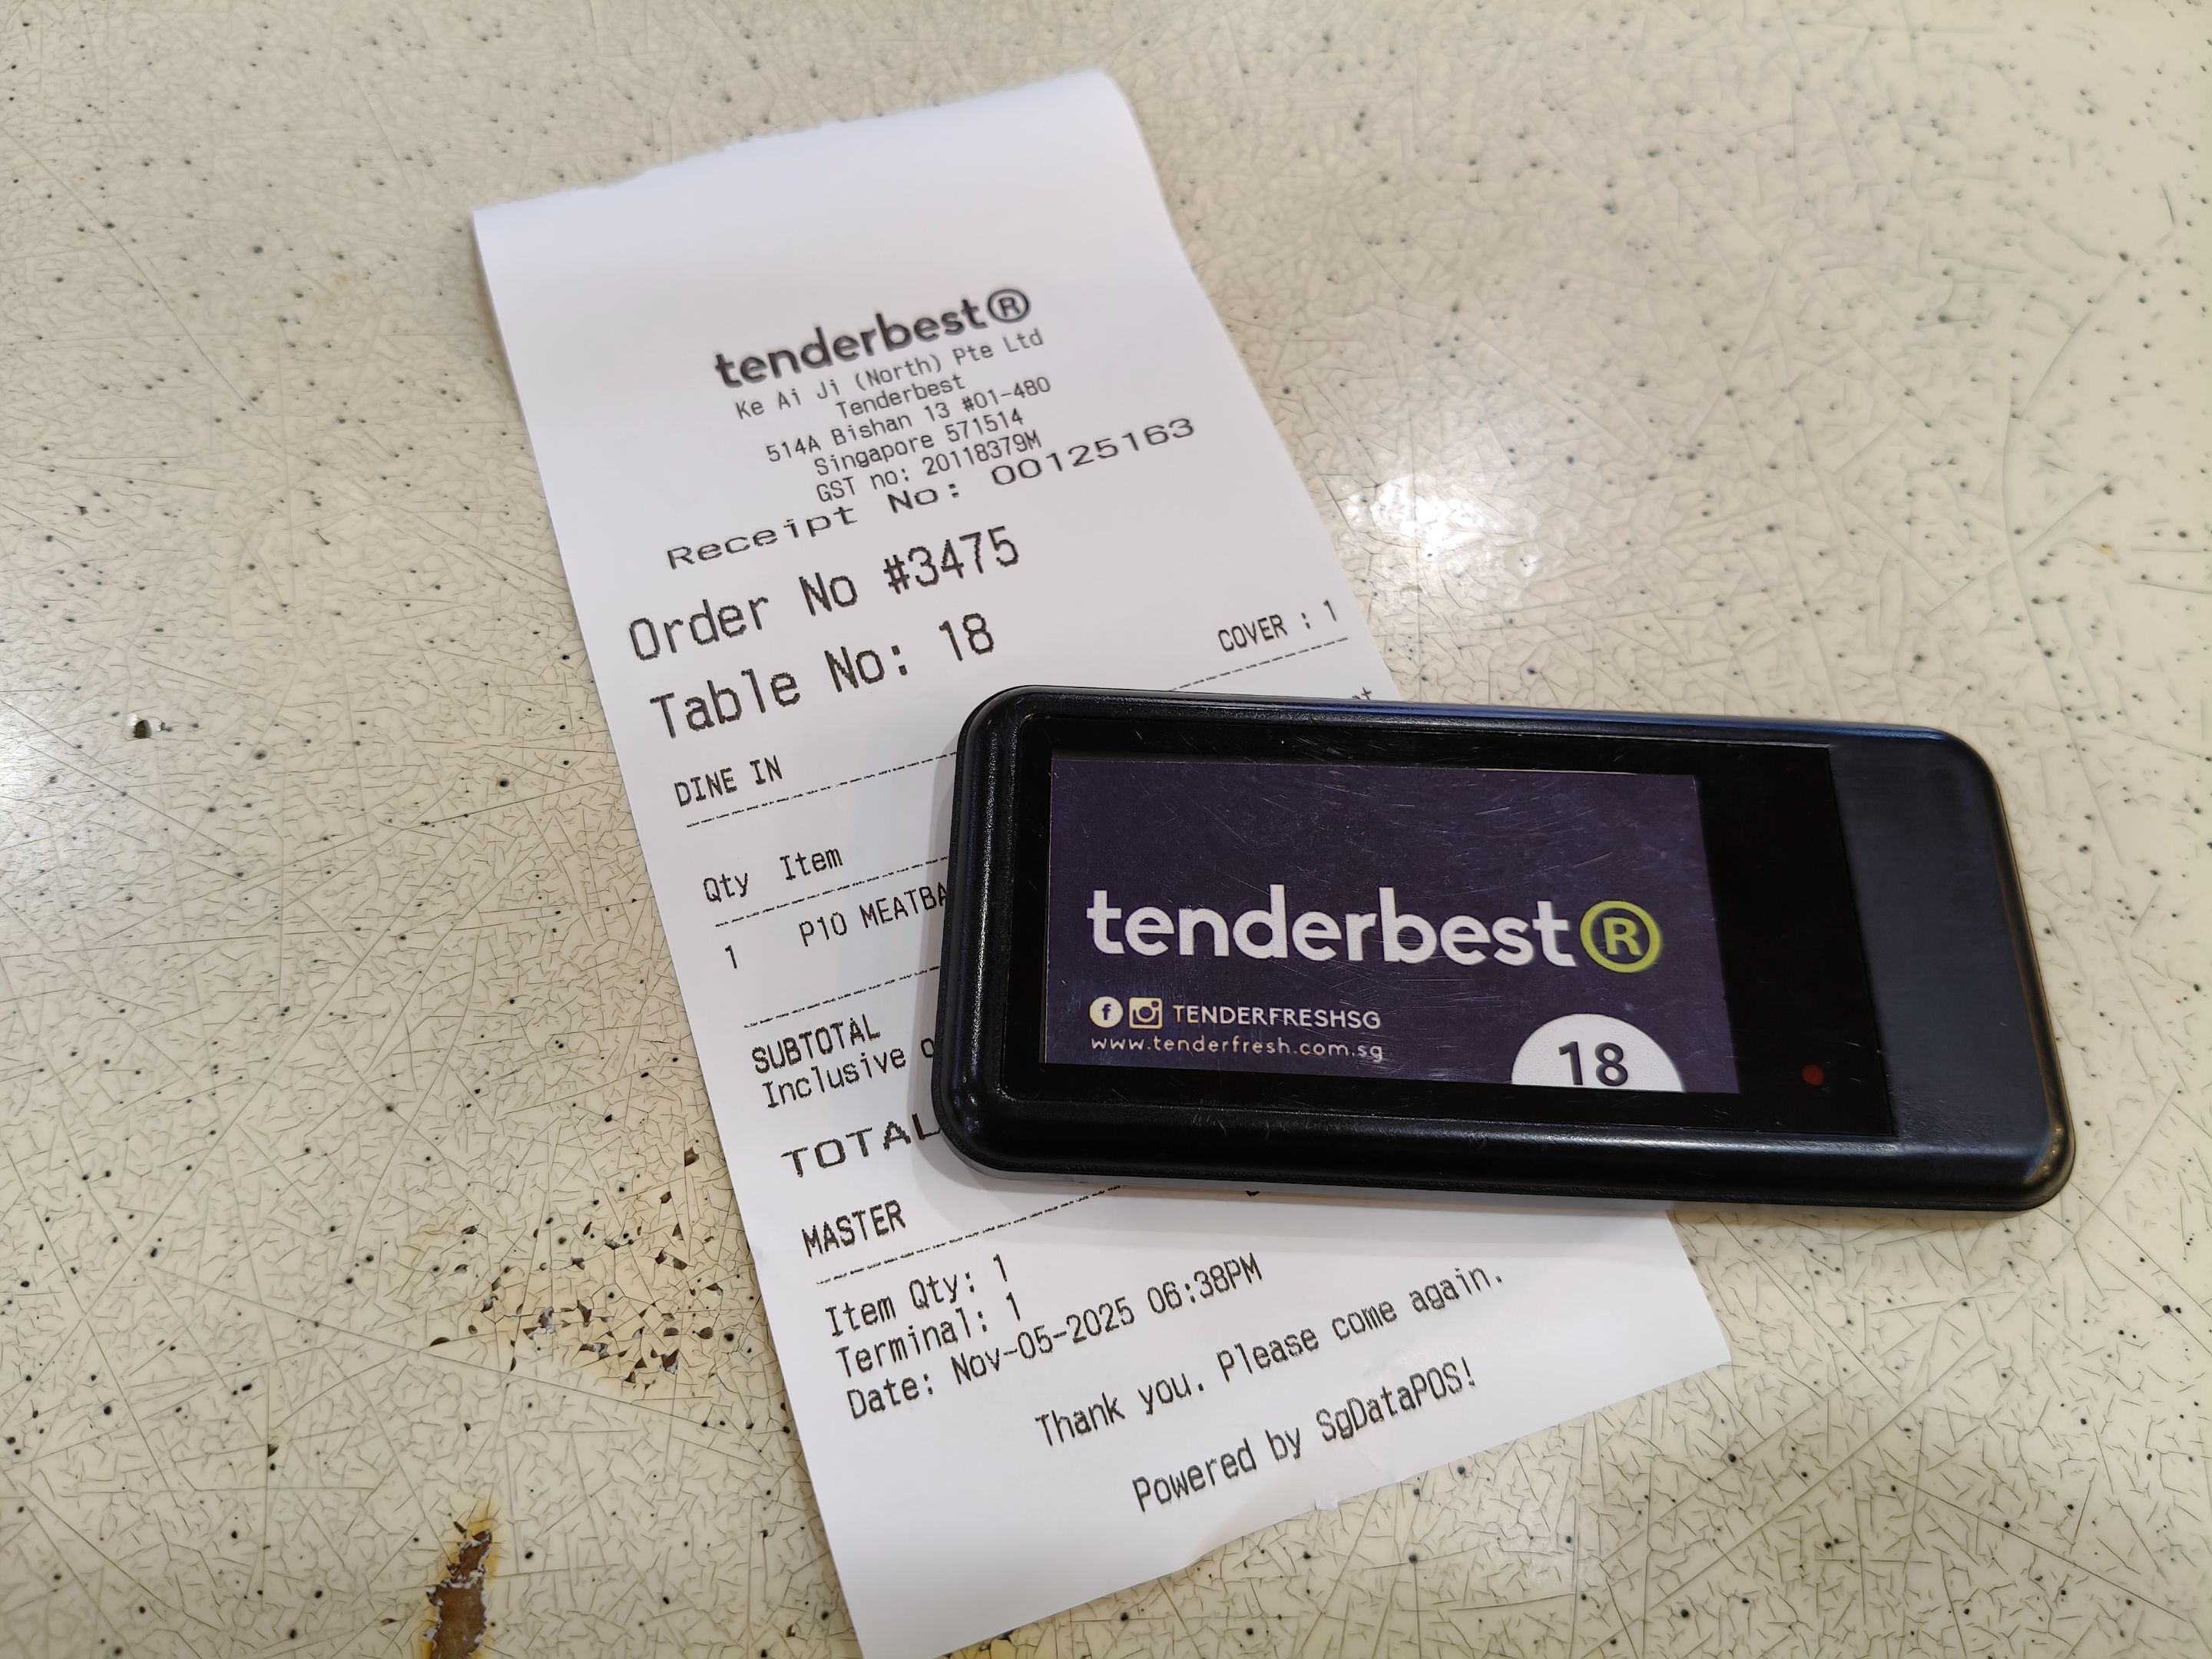 tenderbest®
Ke Ai Ji (North) Pte Ltd
Tenderbest
514A Bishan 13 #01-480
Singapore 571514
GST no: 20118379M
Receipt No: 00125163
Order No #3475
Table No: 18
COVER : 1
DINE IN
Qty Item
1 P10 MEATBA
SUBTOTAL
Inclusive o
TOTAL
MASTER
Item Qty: 1
Terminal: 1
Date: Nov-05-2025 06:38PM
Thank you. Please come again.
Powered by SgDataPOS!
tenderbest®
TENDERFRESHSG
www.tenderfresh.com.sg
18